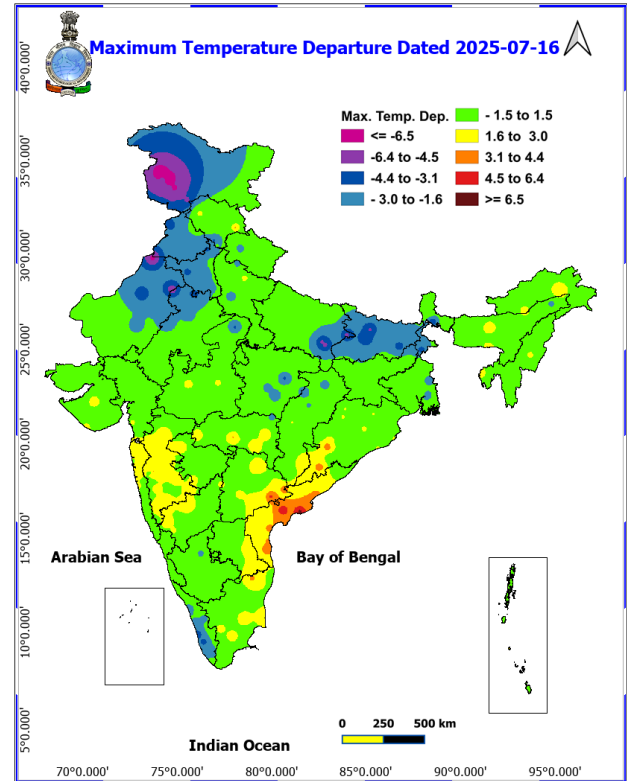 Maximum Temperature Departure Dated 2025-07-16
Max. Temp. Dep.
<= -6.5
-6.4 to -4.5
-4.4 to -3.1
- 3.0 to -1.6
- 1.5 to 1.5
1.6 to 3.0
3.1 to 4.4
4.5 to 6.4
>= 6.5
40°0.000'
35°0.000'
30°0.000'
25°0.000'
20°0.000'
15°0.000'
10°0.000'
5°0.000'
Arabian Sea
Bay of Bengal
0 250 500 km
Indian Ocean
70°0.000' 75°0.000' 80°0.000' 85°0.000' 90°0.000' 95°0.000'